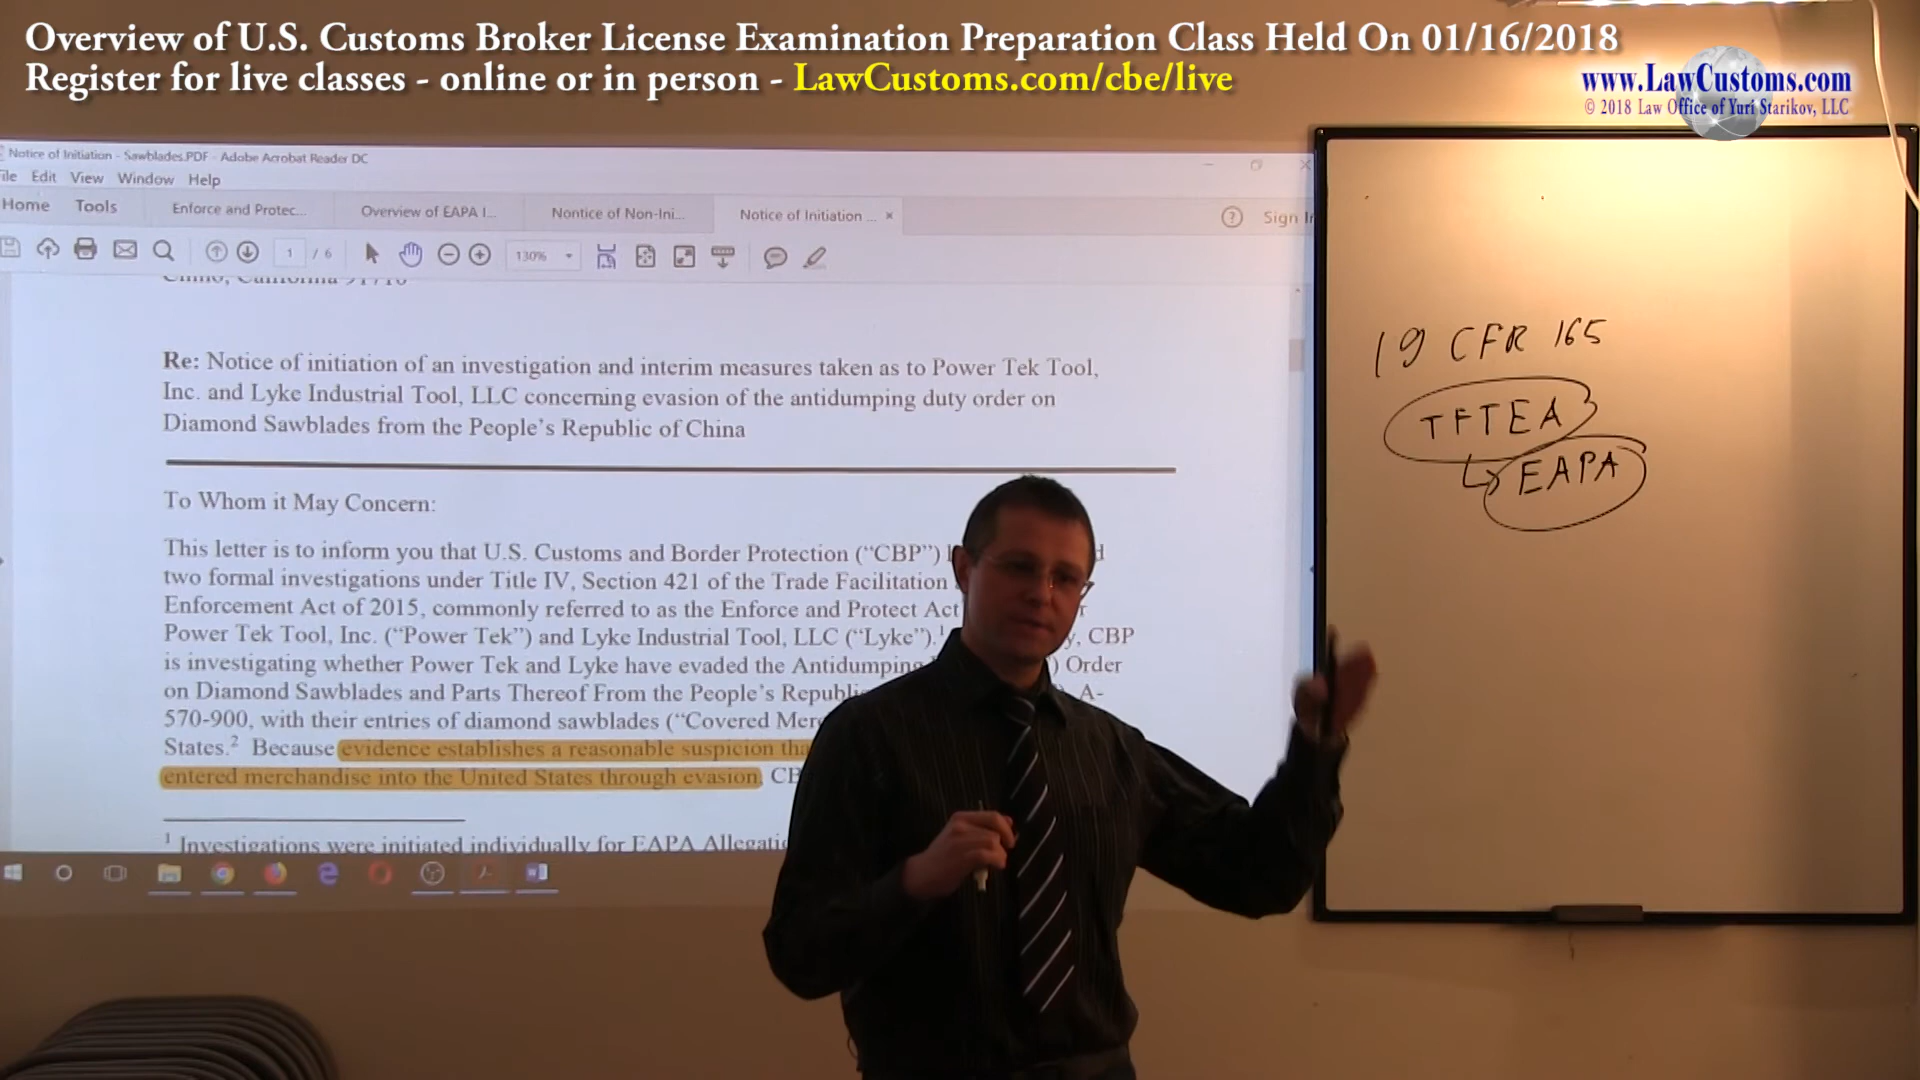 Overview of U.S. Customs Broker License Examination Preparation Class Held On 01/16/2018
Register for live classes - online or in person - LawCustoms.com/cbe/live
www.LawCustoms.com
© 2018 Law Office of Yuri Starikov, LLC
Notice of Initiation - Sawblades.PDF - Adobe Acrobat Reader DC
ile Edit View Window Help
Home Tools Enforce and Protec... Overview of EAPA I... Nontice of Non-Ini... Notice of Initiation ... × Sign In
1 / 6 130%
Chino, California 91710
Re: Notice of initiation of an investigation and interim measures taken as to Power Tek Tool,
Inc. and Lyke Industrial Tool, LLC concerning evasion of the antidumping duty order on
Diamond Sawblades from the People's Republic of China
To Whom it May Concern:
This letter is to inform you that U.S. Customs and Border Protection ("CBP")
two formal investigations under Title IV, Section 421 of the Trade Facilitation
Enforcement Act of 2015, commonly referred to as the Enforce and Protect Act
Power Tek Tool, Inc. ("Power Tek") and Lyke Industrial Tool, LLC ("Lyke").1 y, CBP
is investigating whether Power Tek and Lyke have evaded the Antidumping ) Order
on Diamond Sawblades and Parts Thereof From the People's Republi A-
570-900, with their entries of diamond sawblades ("Covered Mer
States.2 Because evidence establishes a reasonable suspicion tha
entered merchandise into the United States through evasion, CB
1 Investigations were initiated individually for EAPA Allegati
19 CFR 165
TFTEA
EAPA